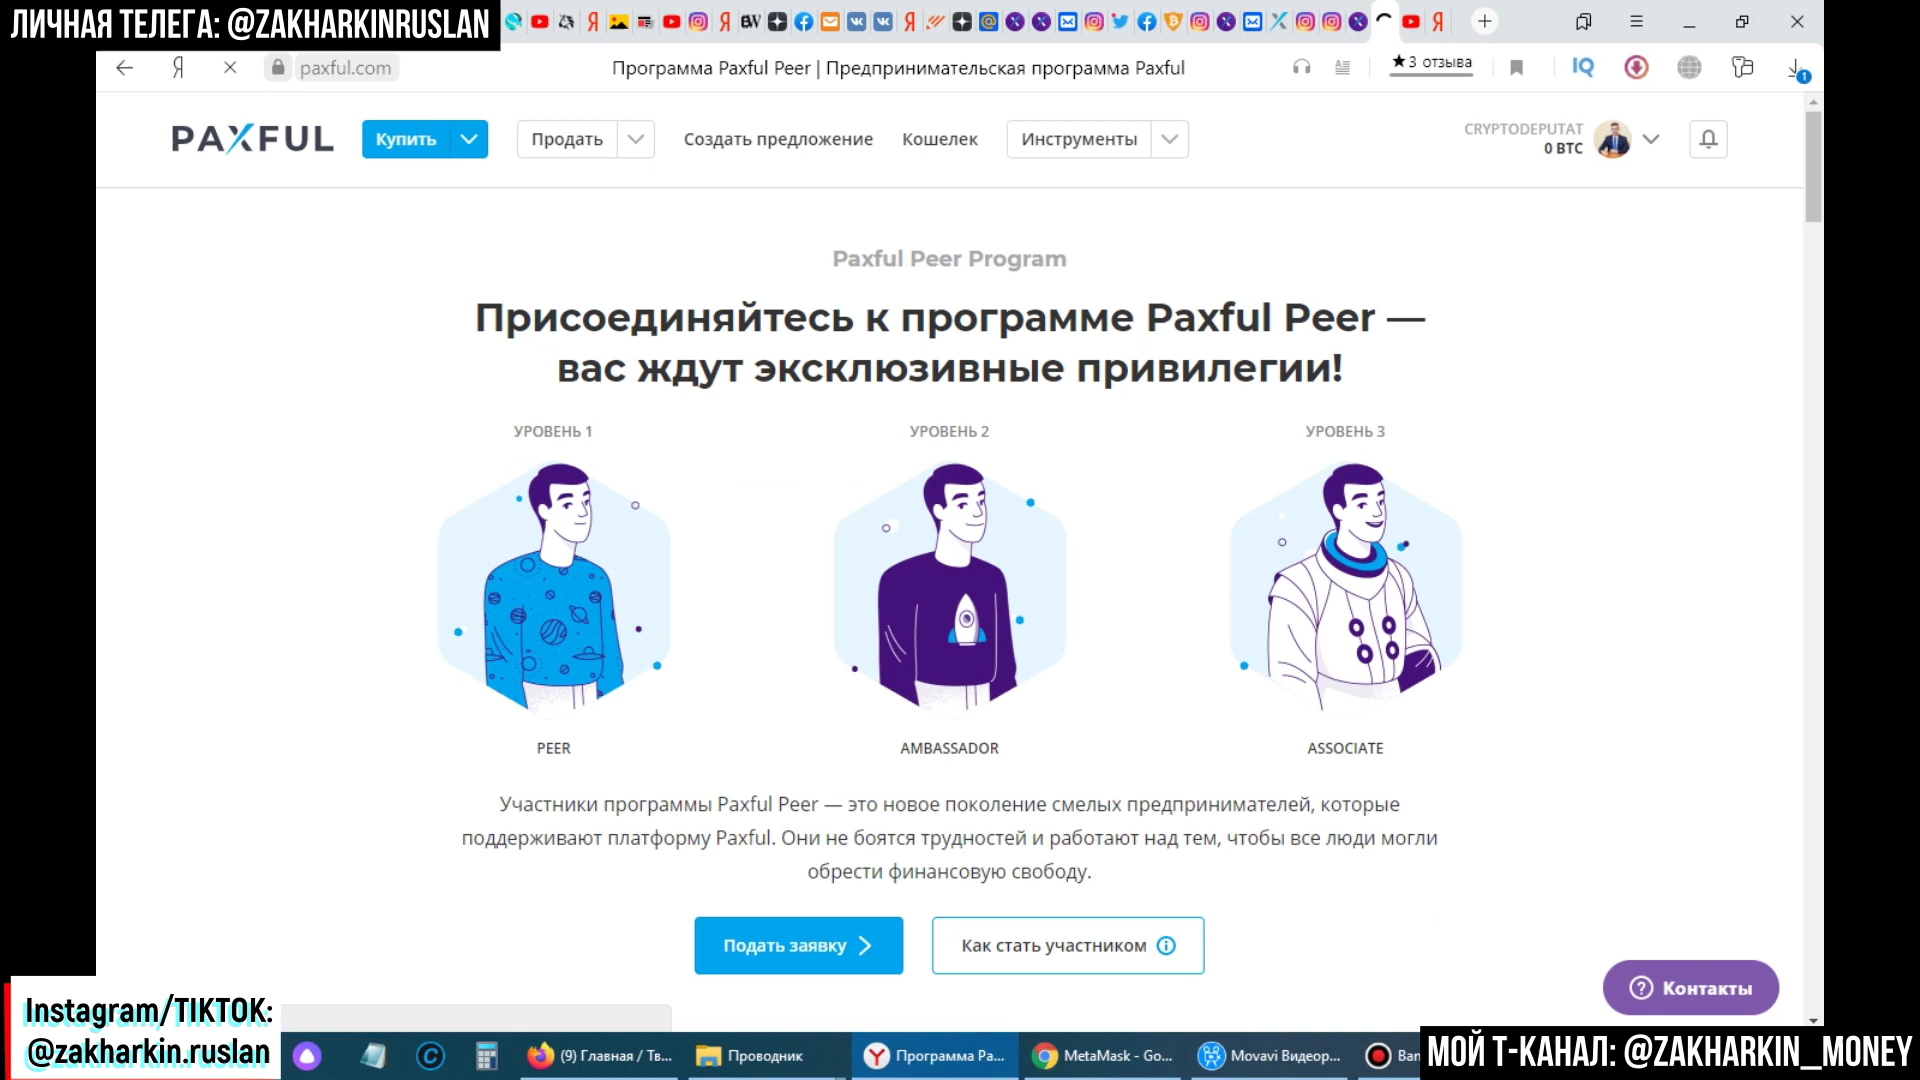 ЛИЧНАЯ ТЕЛЕГА: @ZAKHARKINRUSLAN
paxful.com
Программа Paxful Peer | Предпринимательская программа Paxful
★3 отзыва
IQ
1
PAXFUL
Купить
Продать
Создать предложение
Кошелек
Инструменты
CRYPTODEPUTAT
0 BTC
Paxful Peer Program
Присоединяйтесь к программе Paxful Peer —
вас ждут эксклюзивные привилегии!
УРОВЕНЬ 1
УРОВЕНЬ 2
УРОВЕНЬ 3
PEER
AMBASSADOR
ASSOCIATE
Участники программы Paxful Peer — это новое поколение смелых предпринимателей, которые
поддерживают платформу Paxful. Они не боятся трудностей и работают над тем, чтобы все люди могли
обрести финансовую свободу.
Подать заявку
Как стать участником
Контакты
Instagram/TIKTOK:
@zakharkin.ruslan
(9) Главная / Тв...
Проводник
Программа Pa...
MetaMask - Go...
Movavi Видеор...
Ban
МОЙ Т-КАНАЛ: @ZAKHARKIN_MONEY